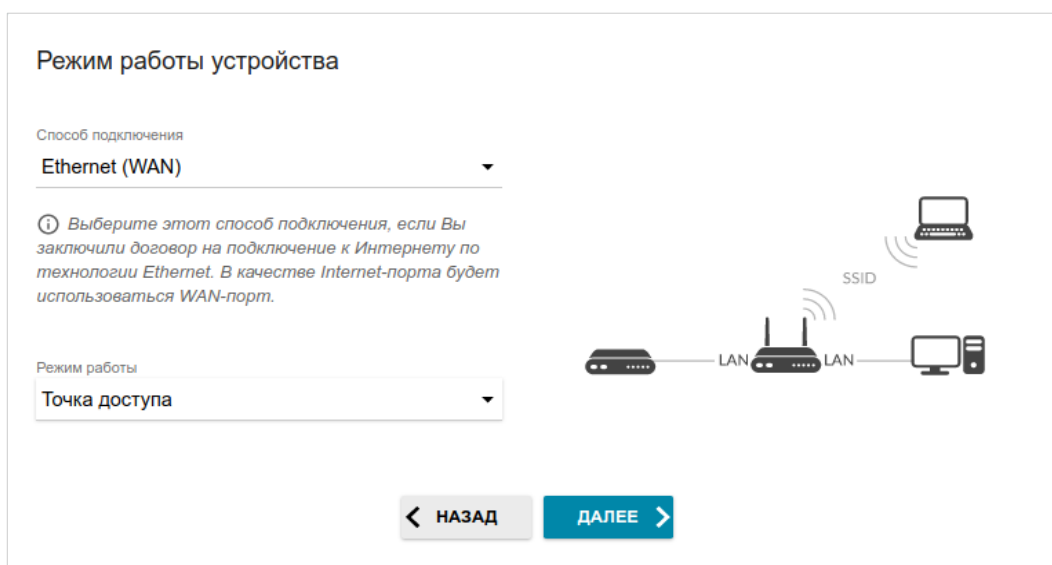 Режим работы устройства
Способ подключения
Ethernet (WAN)
Выберите этот способ подключения, если Вы
заключили договор на подключение к Интернету по
технологии Ethernet. В качестве Internet-порта будет
использоваться WAN-порт.
SSID
LAN
LAN
Режим работы
Точка доступа
НАЗАД
ДАЛЕЕ